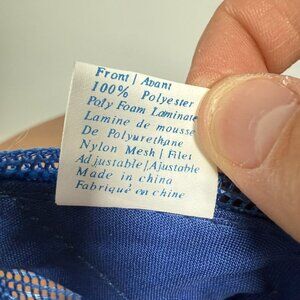 Front / Avant
100% Polyester
Poly Foam Laminate
Lamine de mousse
De Polyurethane
Nylon Mesh / Filet
Adjustable / Ajustable
Made in china
Fabriqué en chine